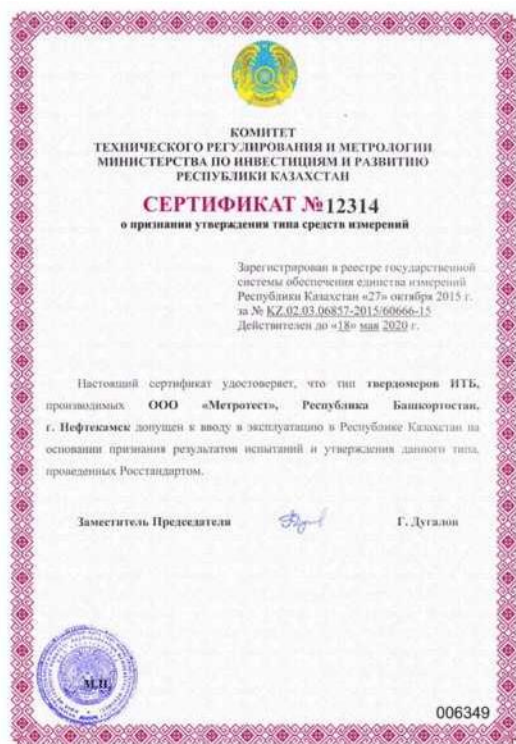 КОМИТЕТ
ТЕХНИЧЕСКОГО РЕГУЛИРОВАНИЯ И МЕТРОЛОГИИ
МИНИСТЕРСТВА ПО ИНВЕСТИЦИЯМ И РАЗВИТИЮ
РЕСПУБЛИКИ КАЗАХСТАН
СЕРТИФИКАТ №12314
о признании утверждения типа средств измерений
Зарегистрирован в реестре государственной
системы обеспечения единства измерений
Республики Казахстан «27» октября 2015 г.
за № KZ.02.03.06857-2015/60666-15
Действителен до «18» мая 2020 г.
Настоящий сертификат удостоверяет, что тип твердомеров ИТБ,
производимых ООО «Метротест», Республика Башкортостан,
г. Нефтекамск допущен к вводу в эксплуатацию в Республике Казахстан на
основании признания результатов испытаний и утверждения данного типа,
проведенных Росстандартом.
Заместитель Председателя Г. Дугалов
М.П.
006349